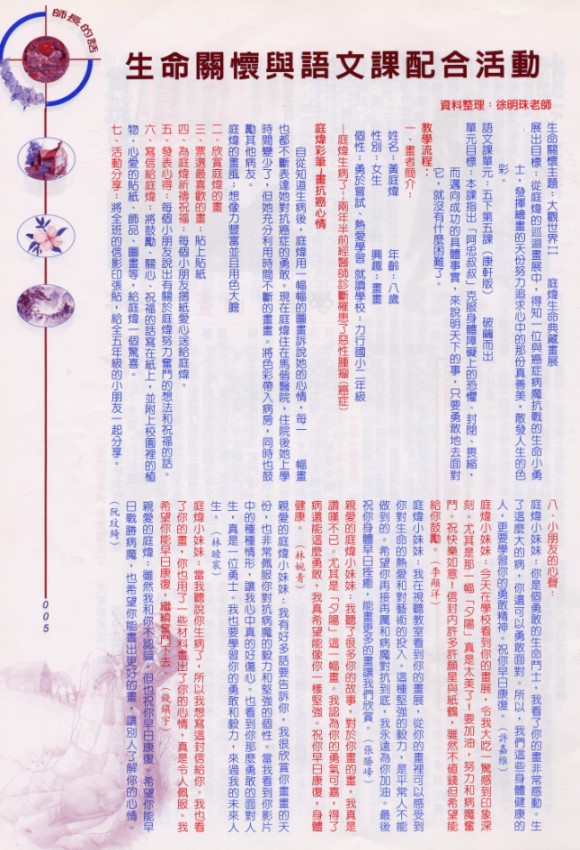 師長的話
生命關懷與語文課配合活動
資料整理：徐明珠老師
生命關懷主題：大觀世界二　庭煒生命典藏畫展
展出目標：從庭煒的巡迴畫展中，得知一位與癌症病魔抗戰的生命小勇
士，發揮繪畫的天份努力追求心中的那份真善美，散發人生的色
彩。
語文課單元：五下第五課（康軒版）　破繭而出
單元目標：本課指出「阿忠叔叔」克服身體障礙上的恐懼、封閉、畏縮，
而邁向成功的具體事實，來說明天下的事，只要勇敢地去面對
它，就沒有什麼困難了。
教學流程：
一、畫者簡介：
姓名：黃庭煒　　年齡：八歲
性別：女生　　興趣：畫畫
個性：勇於嘗試、熱愛學習　就讀學校：力行國小二年級
庭煒生病了！兩年半前經醫師診斷罹患了惡性腫瘤（癌症）
庭煒彩筆－畫抗癌心情
自從知道生病後，庭煒用一幅幅的圖畫訴說她的心情，每一　幅畫
也都不斷表達她對抗癌症的勇敢。現在庭煒住在馬偕醫院，住院後她上學
時間變少了，但她充分利用時間不斷的畫畫。將色彩帶入病房，同時也鼓
勵其他病友。
庭煒的畫風：想像力豐富並且用色大膽
二、欣賞庭煒的畫
三、票選最喜歡的畫：貼上貼紙
四、為庭煒祈禱祝福：每個小朋友摺紙愛心送給庭煒。
五、發表心得：每個小朋友說出有關於庭煒努力奮鬥的想法和祝福的話。
六、寫信給庭煒：將鼓勵、關心、祝福的話寫在紙上，並附上校園裡的植
物、心愛的貼紙、飾品、圖畫等，給庭煒一個驚喜。
七、活動分享：將全班的信影印張貼，給全五年級的小朋友一起分享。
八、小朋友的心聲：
庭煒小妹妹：你是個勇敢的生命鬥士，我看了你的畫非常感動。生
了這麼大的病，你還可以勇敢面對。所以，我們這些身體健康的
人，更要學習你的勇敢精神。祝你早日康復。（許嘉維）
庭煒小妹妹：今天在學校看到你的畫展，令我大吃一驚感到印象深
刻。尤其是那一幅「夕陽」真是太美了！要加油，努力和病魔奮
鬥。祝快樂如意！信封內許多許願星與紙鶴，雖然不值錢但希望能
給你鼓勵。（李翔洋）
庭煒小妹妹：我在視聽教室看到你的畫展，從你的畫裡可以感受到
你對生命的熱愛和對藝術的投入，這種堅強的毅力，是平常人不能
做到的。希望你再接再厲和病魔對抗到底，我永遠為你加油。最後
祝你身體早日痊癒，能畫更多的畫讓我們欣賞。（張勝峰）
親愛的庭煒小妹妹：我聽了很多你的故事，對於你畫的畫，我真是
讚嘆不已。尤其是「夕陽」這一幅畫。我認為你的勇氣可嘉，得了
病還能這麼勇敢，我真希望能像你一樣堅強。祝你早日康復，身體
健康。（林婉青）
親愛的庭煒小妹妹：我有好多話要告訴你，我很欣賞你畫畫的天
份，也非常佩服你對抗病魔的毅力和堅強的個性。當我看到你影片
中的種種情形，讓我心中真的好傷心。也看到你那麼勇敢的面對人
生，真是一位勇士。我也要學習你的勇敢和毅力，來過我的未來人
生。（林　宸）
庭煒小妹妹：當我聽說你生病了，所以我想寫這封信給你。我也看
了你的畫，你也用了一些材料畫出了你的心情，真是令人佩服。我
希望你能早日康復，繼續奮鬥下去。（　鎮宇）
親愛的庭煒：雖然我和你不認識，但也祝你早日康復，希望你能早
日戰勝病魔，也希望你能畫出更好的畫，讓別人了解你的心情。
（阮玟綺）
005